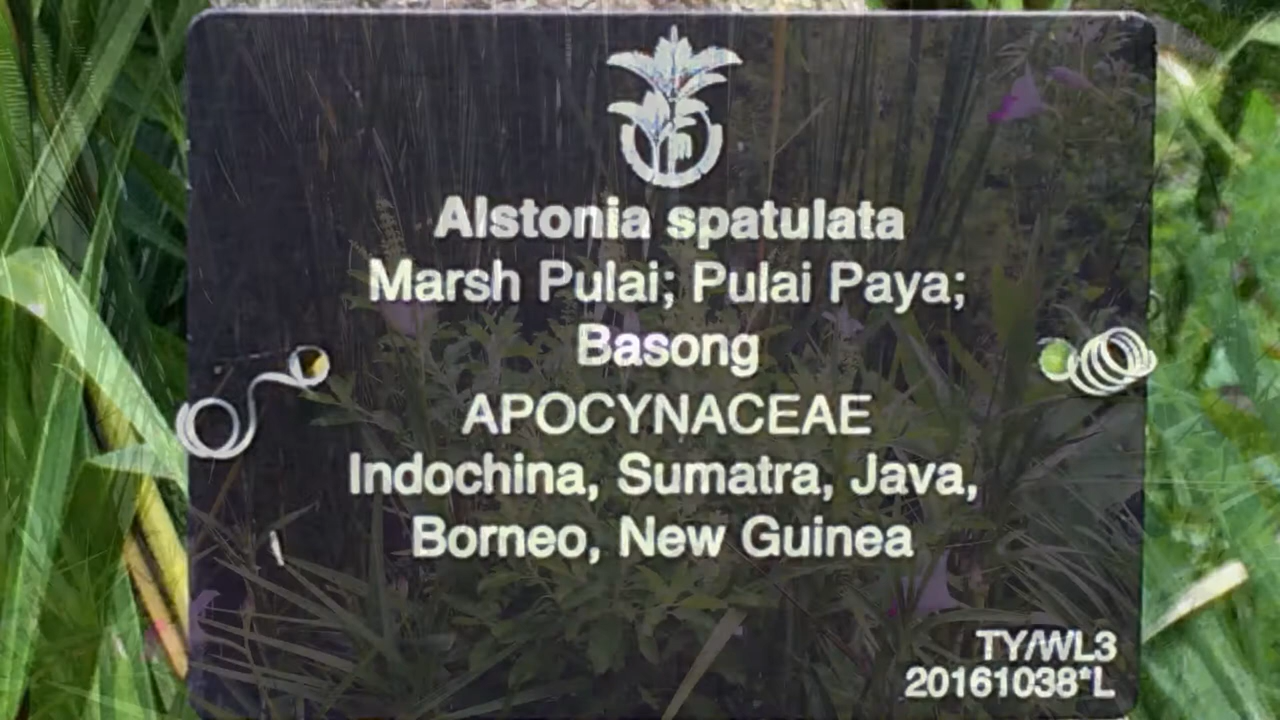 Alstonia spatulata
Marsh Pulai; Pulai Paya;
Basong
APOCYNACEAE
Indochina, Sumatra, Java,
Borneo, New Guinea
TY/WL3
20161038*L